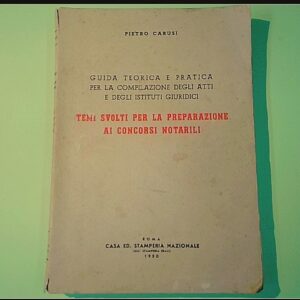 PIETRO CARUSI
GUIDA TEORICA E PRATICA
PER LA COMPILAZIONE DEGLI ATTI
E DEGLI ISTITUTI GIURIDICI
TEMI SVOLTI PER LA PREPARAZIONE
AI CONCORSI NOTARILI
ROMA
CASA ED. STAMPERIA NAZIONALE